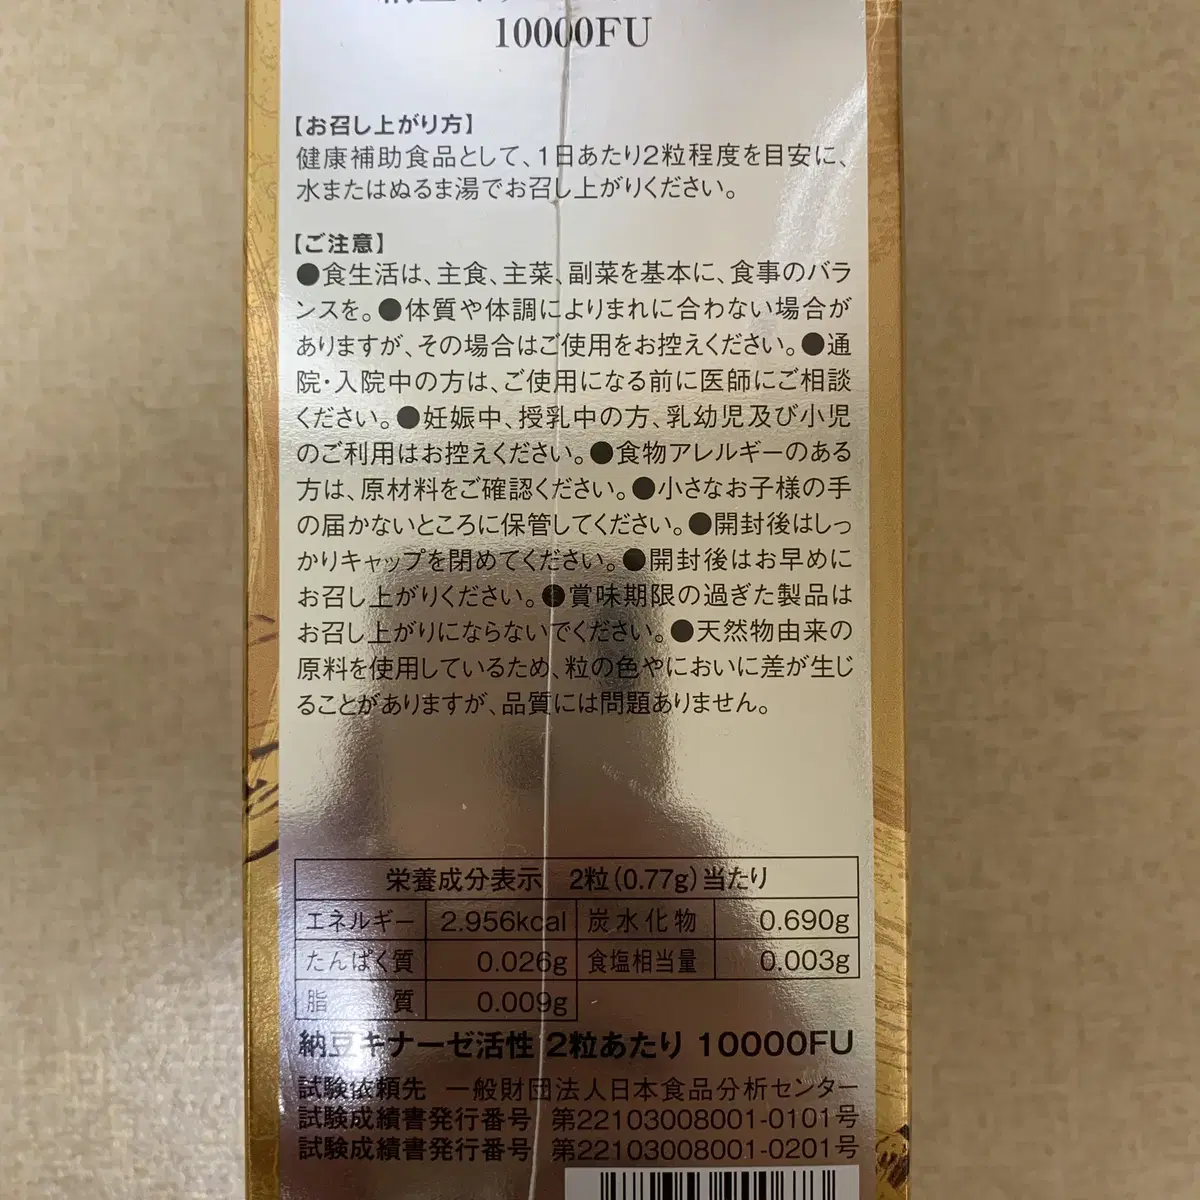 10000FU
【お召し上がり方】
健康補助食品として、1日あたり2粒程度を目安に、
水またはぬるま湯でお召し上がりください。
【ご注意】
●食生活は、主食、主菜、副菜を基本に、食事のバラ
ンスを。●体質や体調によりまれに合わない場合が
ありますが、その場合はご使用をお控えください。●通
院・入院中の方は、ご使用になる前に医師にご相談
ください。●妊娠中、授乳中の方、乳幼児及び小児
のご利用はお控えください。●食物アレルギーのある
方は、原材料をご確認ください。●小さなお子様の手
の届かないところに保管してください。●開封後はしっ
かりキャップを閉めてください。●開封後はお早めに
お召し上がりください。●賞味期限の過ぎた製品は
お召し上がりにならないでください。●天然物由来の
原料を使用しているため、粒の色やにおいに差が生じ
ることがありますが、品質には問題ありません。
栄養成分表示 2粒(0.77g)当たり
エネルギー 2.956kcal 炭水化物 0.690g
たんぱく質 0.026g 食塩相当量 0.003g
脂質 0.009g
納豆キナーゼ活性 2粒あたり 10000FU
試験依頼先 一般財団法人日本食品分析センター
試験成績書発行番号 第22103008001-0101号
試験成績書発行番号 第22103008001-0201号